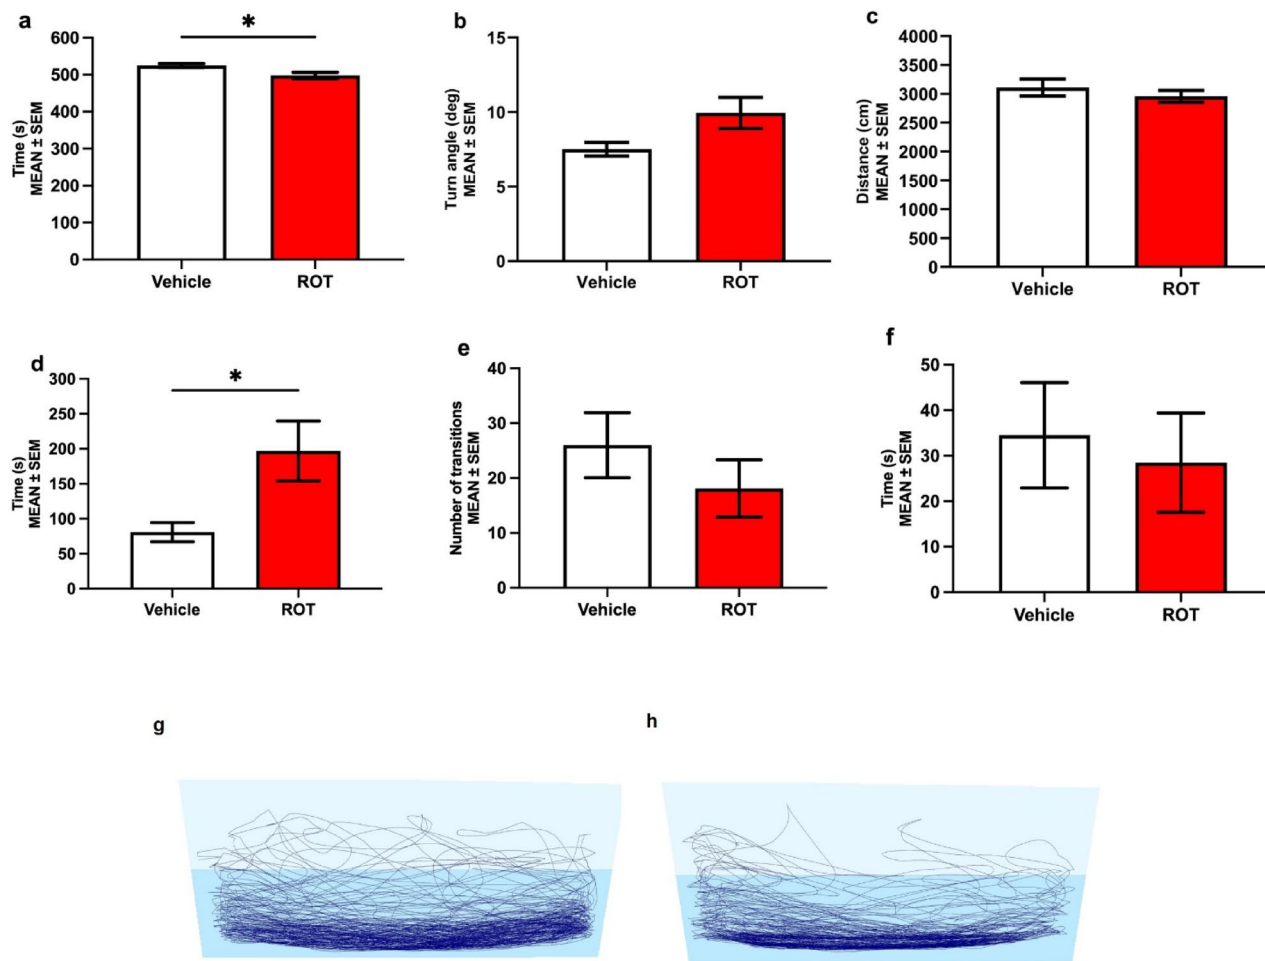 a
*
600
500
400
300
200
100
0
Time (s)
MEAN ± SEM
Vehicle ROT
b
15
10
5
0
Turn angle (deg)
MEAN ± SEM
Vehicle ROT
c
4000
3500
3000
2500
2000
1500
1000
500
0
Distance (cm)
MEAN ± SEM
Vehicle ROT
d
*
300
250
200
150
100
50
0
Time (s)
MEAN ± SEM
Vehicle ROT
e
40
30
20
10
0
Number of transitions
MEAN ± SEM
Vehicle ROT
f
50
40
30
20
10
0
Time (s)
MEAN ± SEM
Vehicle ROT
g
h